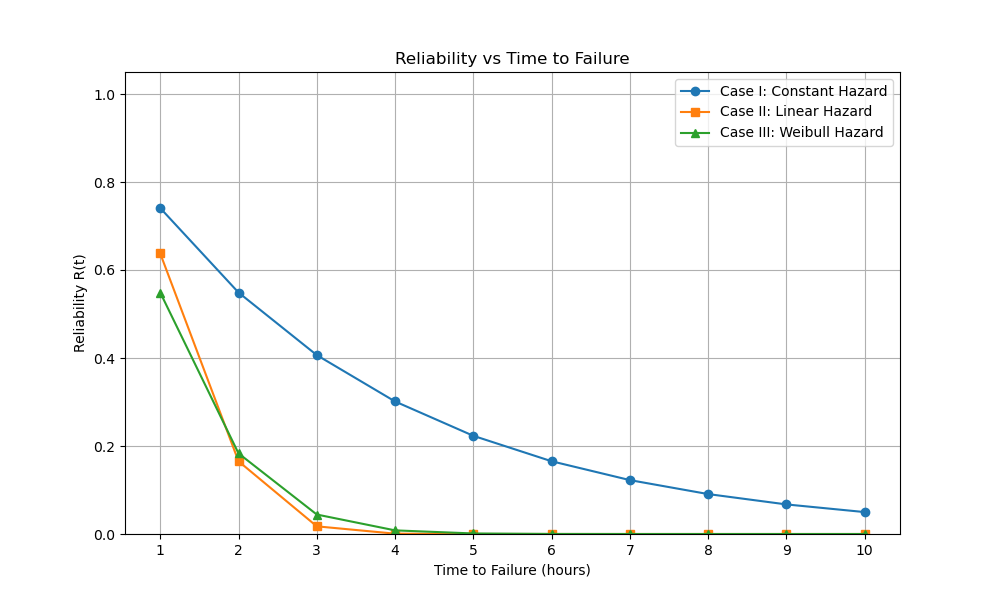 Reliability vs Time to Failure
Case I: Constant Hazard
Case II: Linear Hazard
Case III: Weibull Hazard
Reliability R(t)
1.0
0.8
0.6
0.4
0.2
0.0
1 2 3 4 5 6 7 8 9 10
Time to Failure (hours)